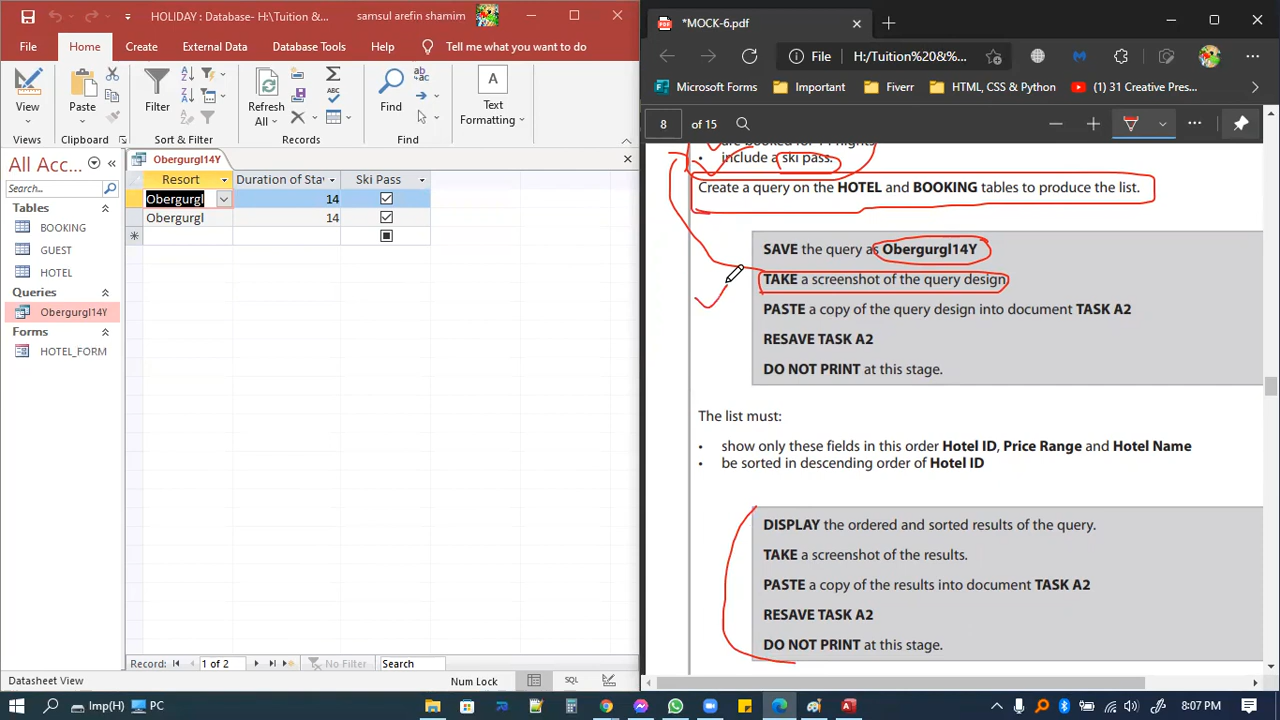 HOLIDAY : Database- H:\Tuition &...
samsul arefin shamim
File
Home
Create
External Data
Database Tools
Help
Tell me what you want to do
View
Paste
Filter
Refresh
All
Find
Text
Formatting
Views
Clipboard
Sort & Filter
Records
Find
All Acc...
Search...
Tables
BOOKING
GUEST
HOTEL
Queries
Obergurgl14Y
Forms
HOTEL_FORM
Obergurgl14Y
Resort
Duration of Sta
Ski Pass
Obergurgl
14
Obergurgl
14
Record:
1 of 2
No Filter
Search
Datasheet View
Num Lock
SQL
*MOCK-6.pdf
File
H:/Tuition%20&%...
Microsoft Forms
Important
Fiverr
HTML, CSS & Python
(1) 31 Creative Pres...
8 of 15
• include a ski pass.
Create a query on the HOTEL and BOOKING tables to produce the list.
SAVE the query as Obergurgl14Y
TAKE a screenshot of the query design
PASTE a copy of the query design into document TASK A2
RESAVE TASK A2
DO NOT PRINT at this stage.
The list must:
• show only these fields in this order Hotel ID, Price Range and Hotel Name
• be sorted in descending order of Hotel ID
DISPLAY the ordered and sorted results of the query.
TAKE a screenshot of the results.
PASTE a copy of the results into document TASK A2
RESAVE TASK A2
DO NOT PRINT at this stage.
Imp(H)
PC
8:07 PM